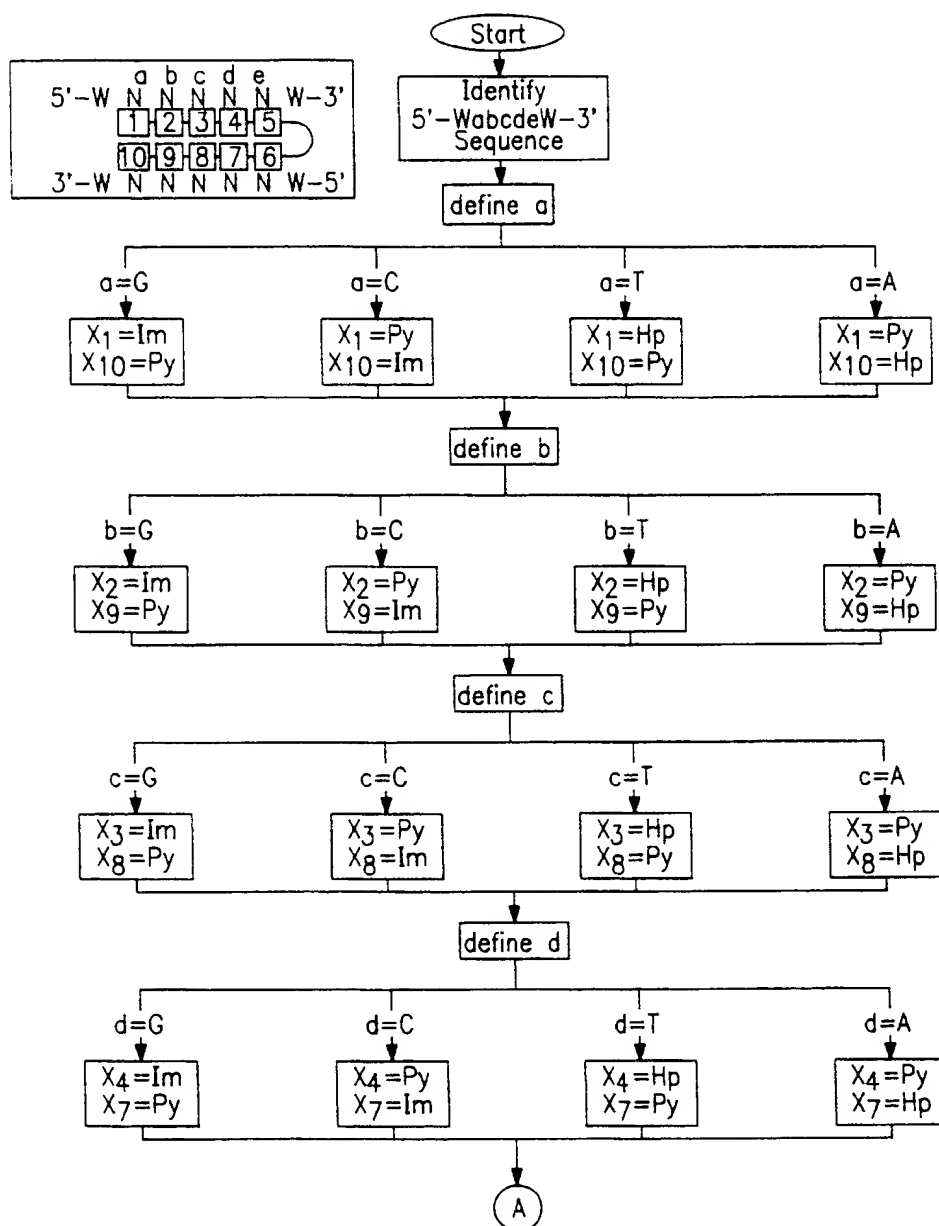 Start
a b c d e
5'-W N N N N N W-3'
1 2 3 4 5
10 9 8 7 6
3'-W N N N N N W-5'
Identify
5'-WabcdeW-3'
Sequence
define a
a=G a=C a=T a=A
X1=Im X1=Py X1=Hp X1=Py
X10=Py X10=Im X10=Py X10=Hp
define b
b=G b=C b=T b=A
X2=Im X2=Py X2=Hp X2=Py
X9=Py X9=Im X9=Py X9=Hp
define c
c=G c=C c=T c=A
X3=Im X3=Py X3=Hp X3=Py
X8=Py X8=Im X8=Py X8=Hp
define d
d=G d=C d=T d=A
X4=Im X4=Py X4=Hp X4=Py
X7=Py X7=Im X7=Py X7=Hp
A